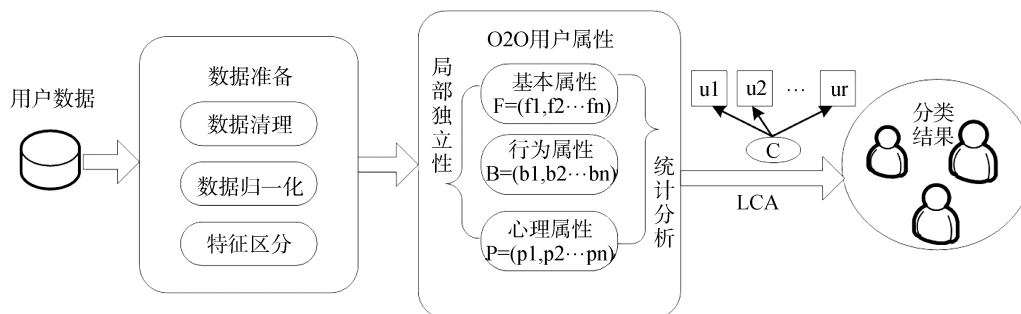 用户数据
数据准备
数据清理
数据归一化
特征区分
O2O用户属性
局部独立性
基本属性
F=(f1,f2⋯fn)
行为属性
B=(b1,b2⋯bn)
心理属性
P=(p1,p2⋯pn)
统计分析
u1
u2
⋯
ur
C
LCA
分类
结果